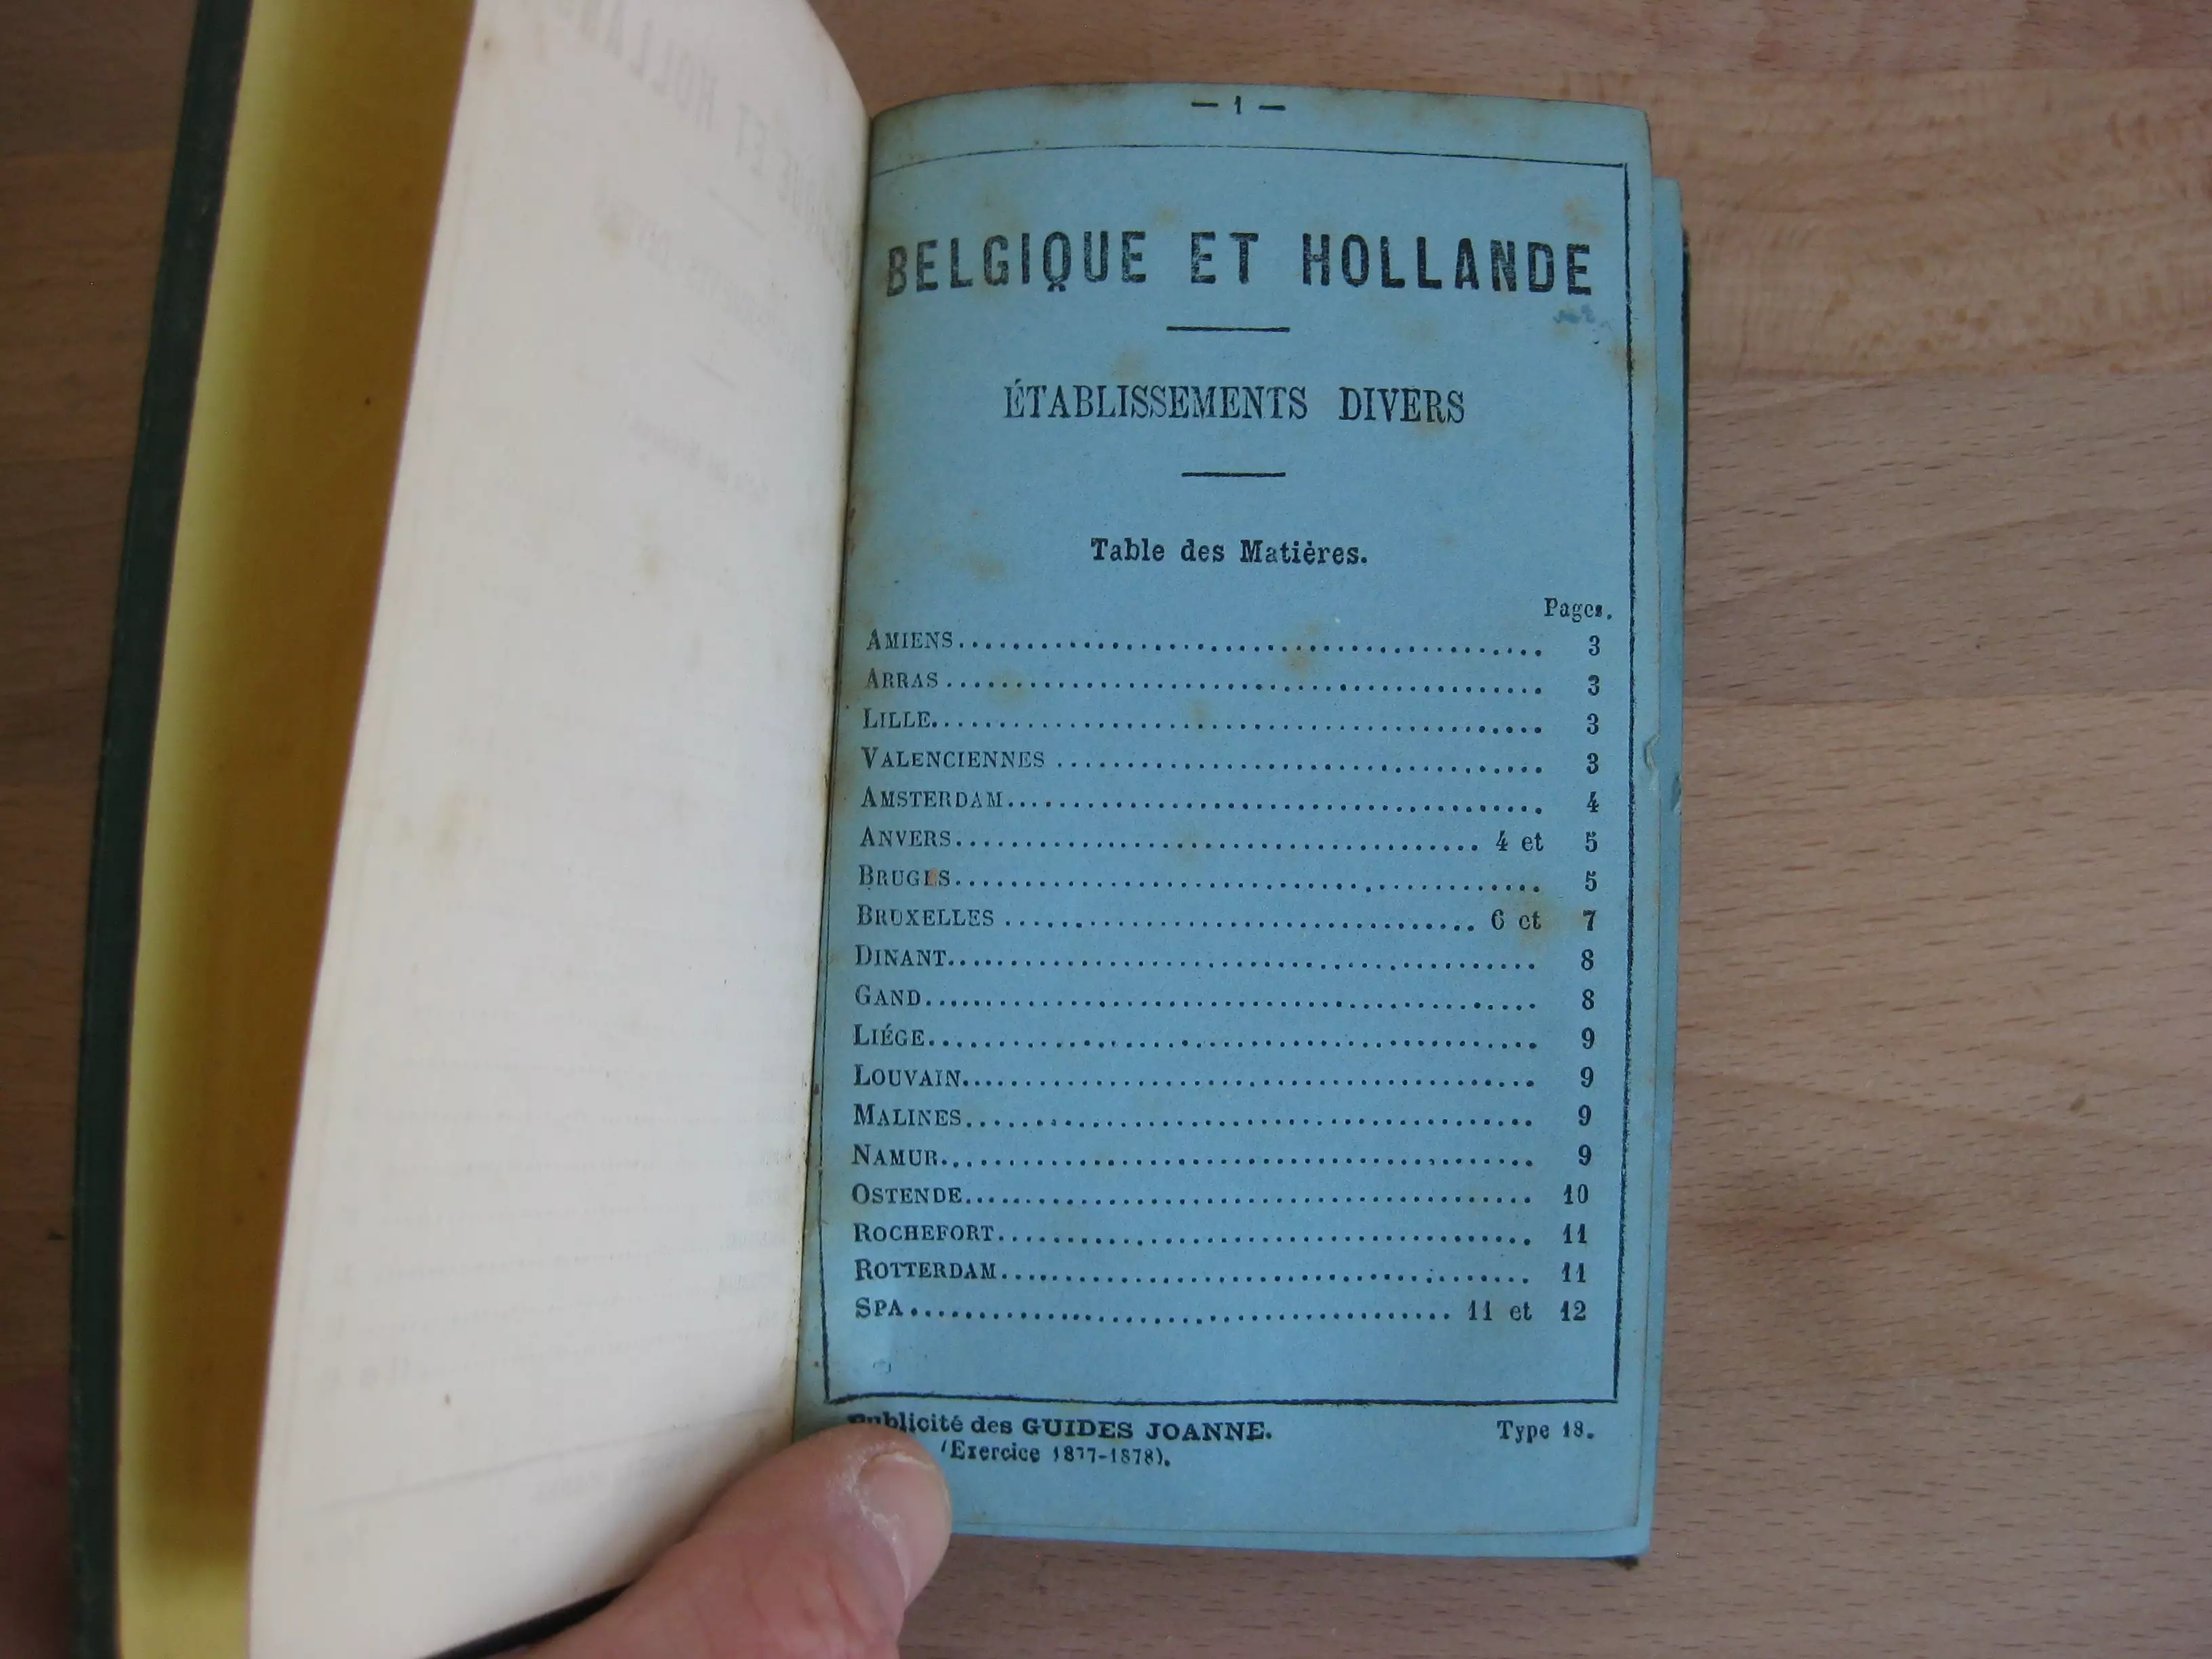 — 1 —
BELGIQUE ET HOLLANDE
ÉTABLISSEMENTS DIVERS
Table des Matières.
Pages.
AMIENS 3
ARRAS 3
LILLE 3
VALENCIENNES 3
AMSTERDAM 4
ANVERS 4 et 5
BRUGES 5
BRUXELLES 6 et 7
DINANT 8
GAND 8
LIÉGE 9
LOUVAIN 9
MALINES 9
NAMUR 9
OSTENDE 10
ROCHEFORT 11
ROTTERDAM 11
SPA 11 et 12
Publicité des GUIDES JOANNE. Type 18.
(Exercice 1877-1878).